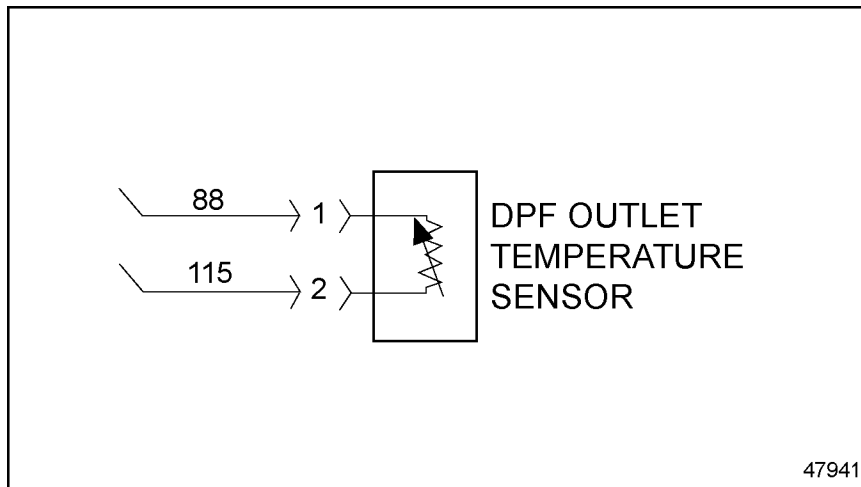 88
1
115
2
DPF OUTLET
TEMPERATURE
SENSOR
47941